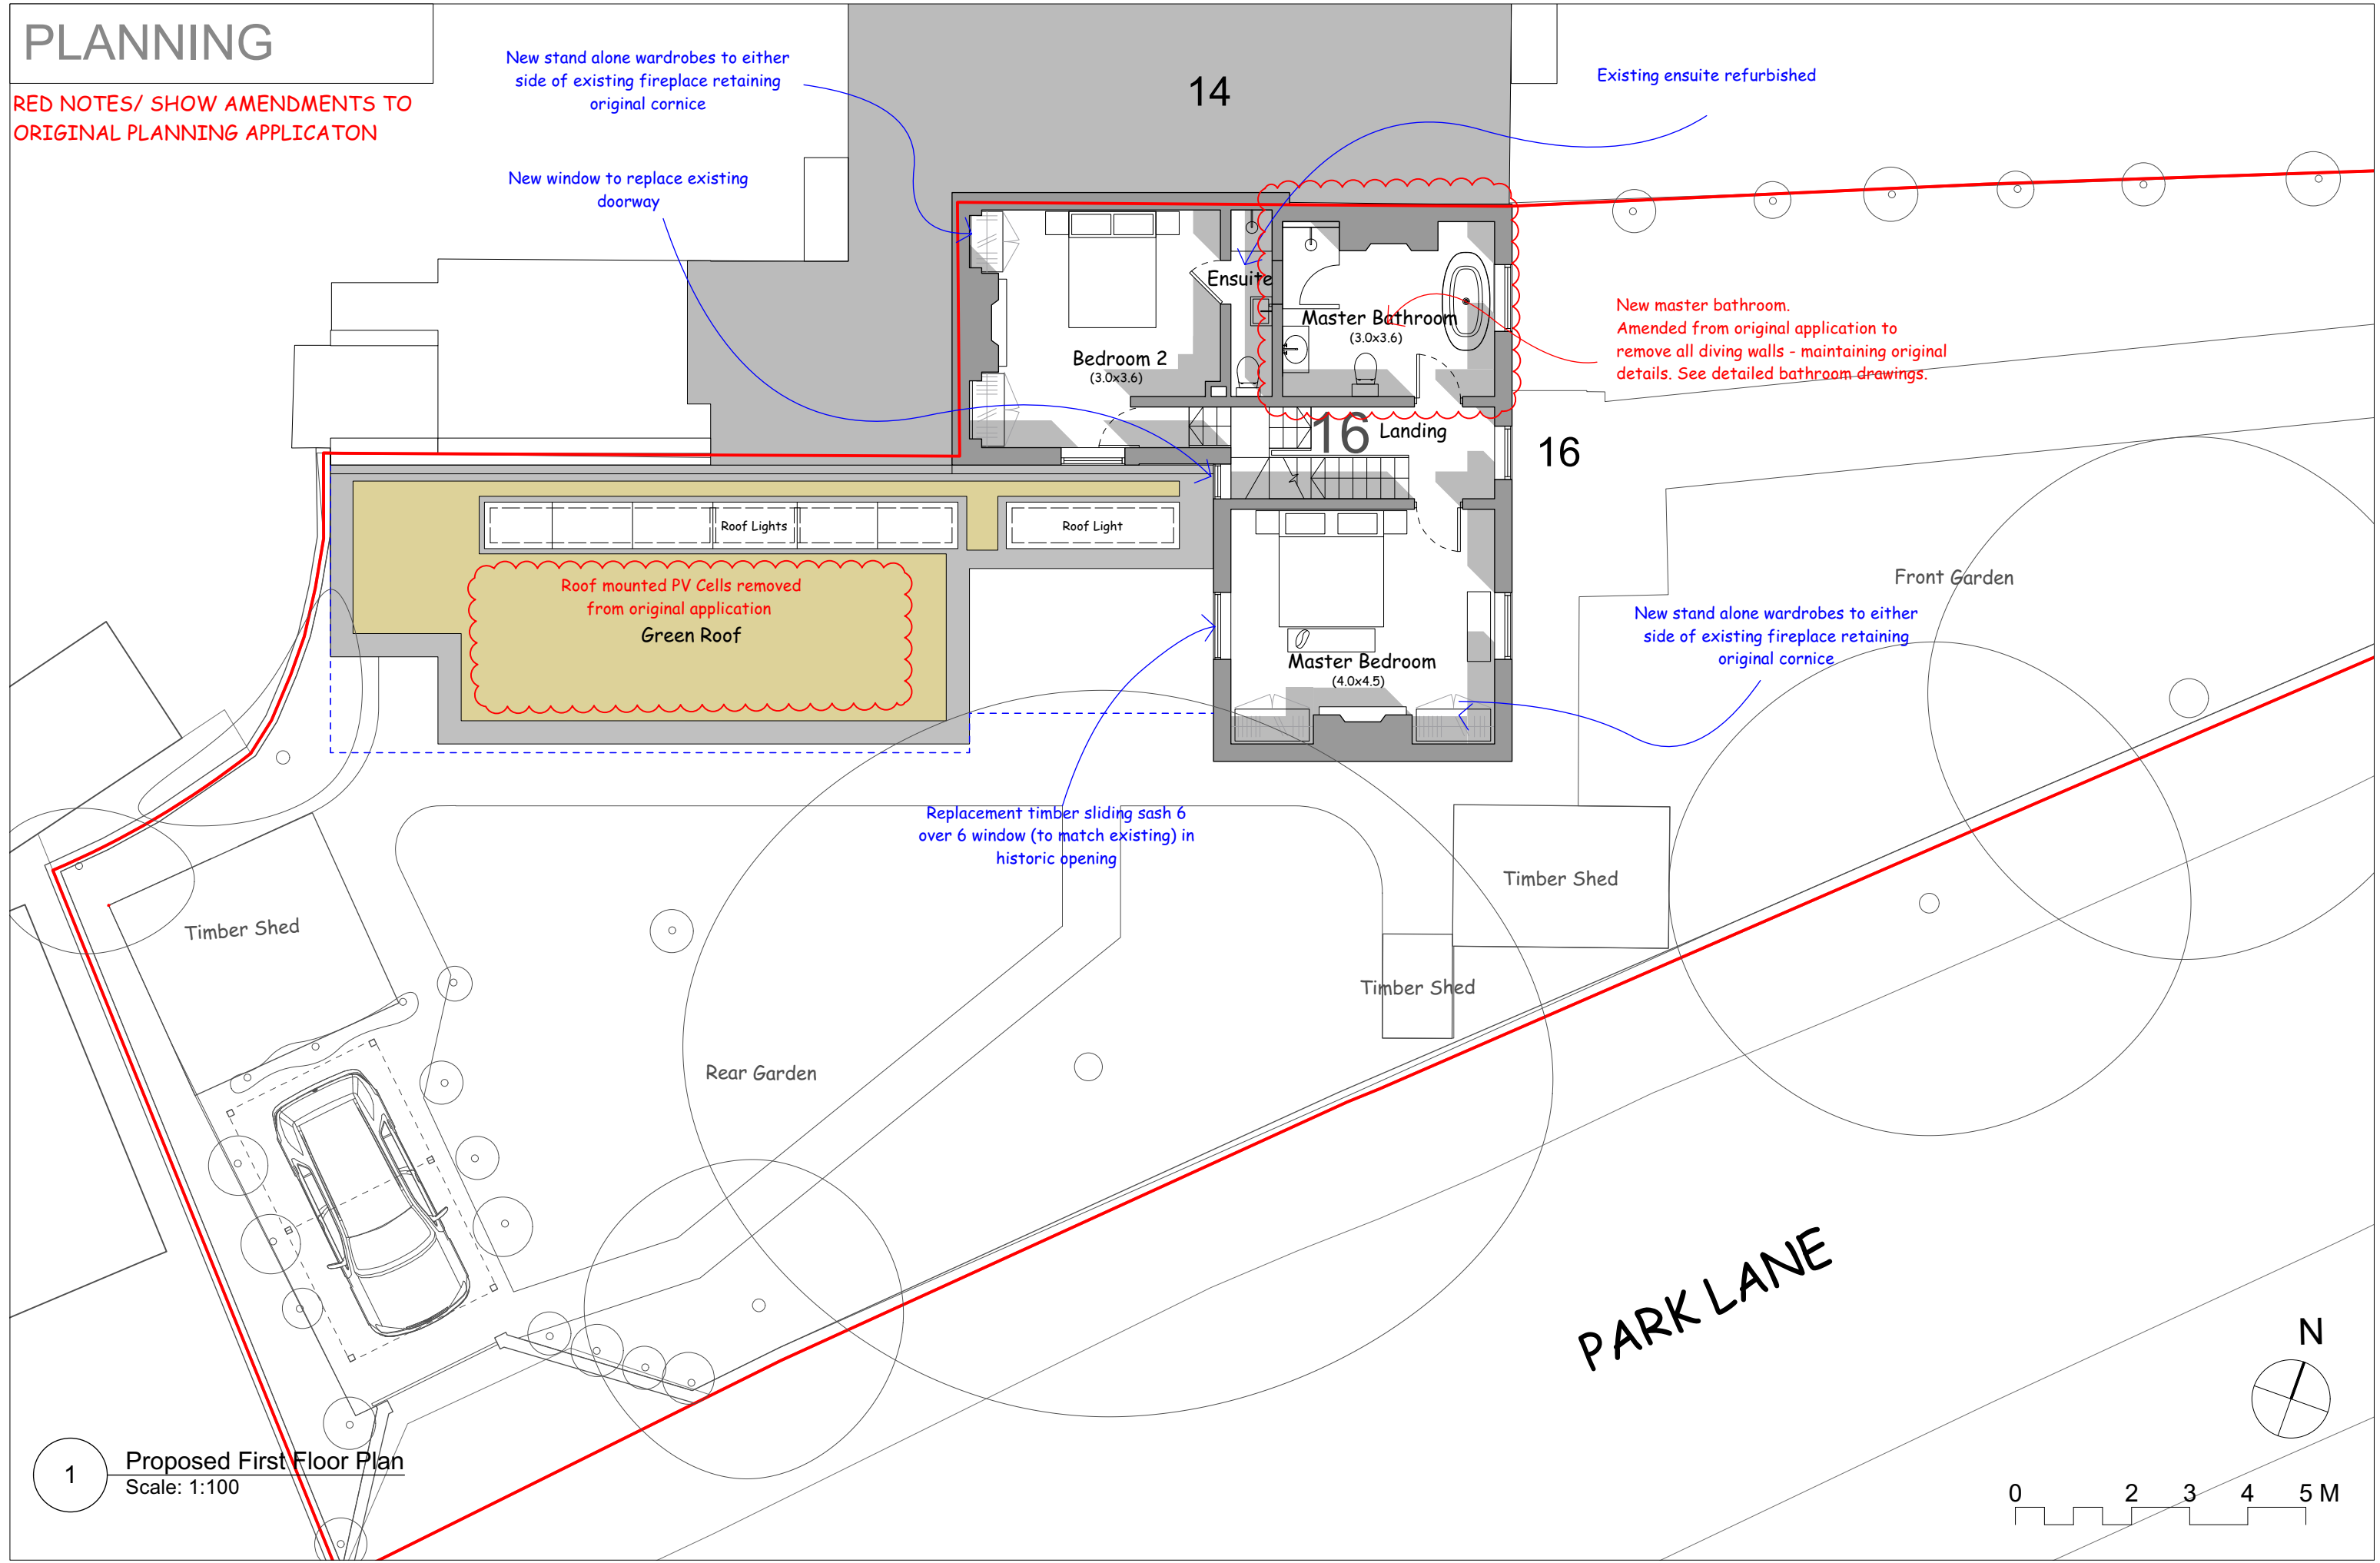 PLANNING
RED NOTES/ SHOW AMENDMENTS TO
ORIGINAL PLANNING APPLICATON
New stand alone wardrobes to either
side of existing fireplace retaining
original cornice
14
Existing ensuite refurbished
New window to replace existing
doorway
Ensuite
Master Bathroom
(3.0x3.6)
New master bathroom.
Amended from original application to
remove all diving walls - maintaining original
details. See detailed bathroom drawings.
Bedroom 2
(3.0x3.6)
16
Landing
16
Roof Lights
Roof Light
Roof mounted PV Cells removed
from original application
Green Roof
Front Garden
New stand alone wardrobes to either
side of existing fireplace retaining
original cornice
Master Bedroom
(4.0x4.5)
Replacement timber sliding sash 6
over 6 window (to match existing) in
historic opening
Timber Shed
Timber Shed
Timber Shed
Rear Garden
PARK LANE
N
1
Proposed First Floor Plan
Scale: 1:100
0 2 3 4 5 M